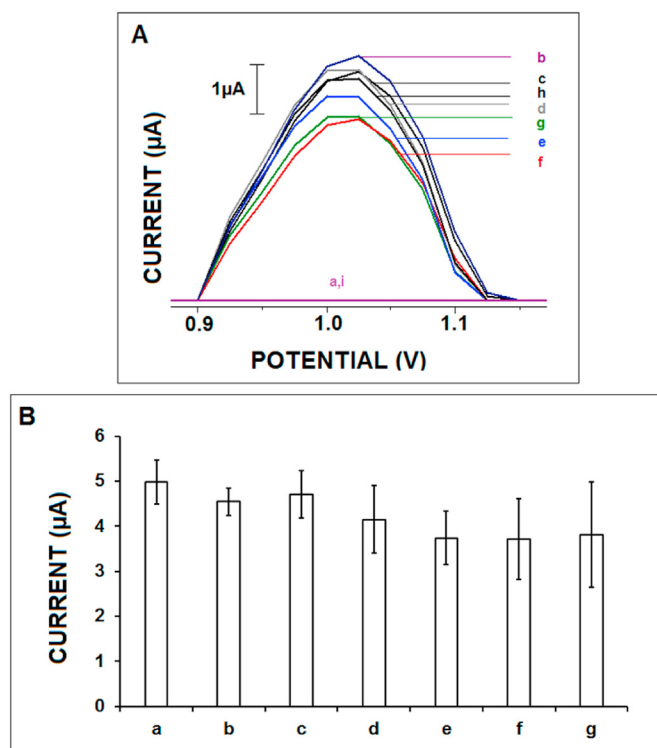 A
1µA
CURRENT (µA)
b
c
h
d
g
e
f
a,i
0.9 1.0 1.1
POTENTIAL (V)
B
CURRENT (µA)
6
5
4
3
2
1
0
a b c d e f g